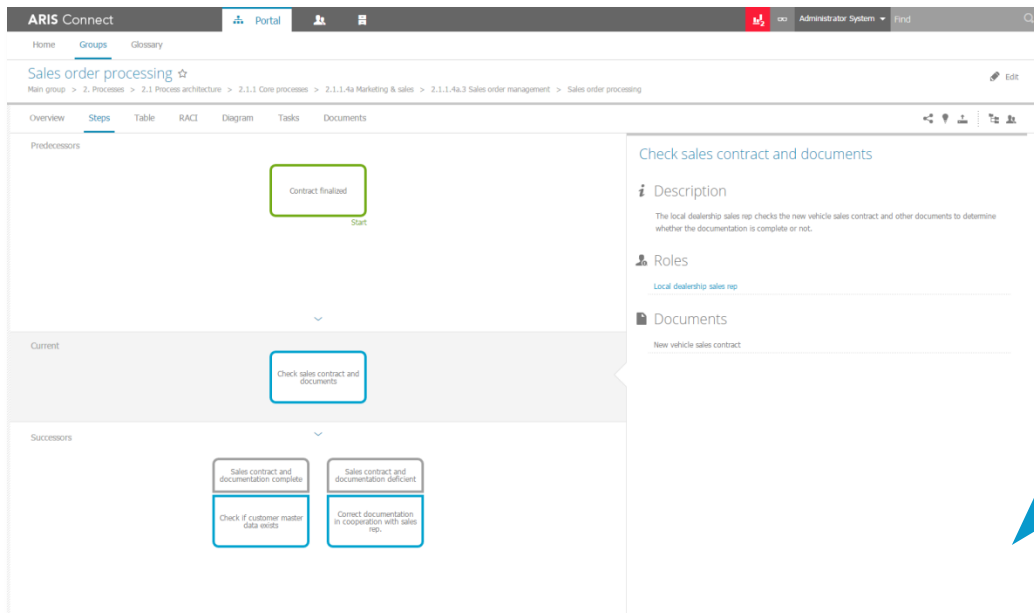 ARIS Connect
Portal
Administrator System
Find
Home Groups Glossary
Sales order processing
Edit
Main group > 2. Processes > 2.1 Process architecture > 2.1.1 Core processes > 2.1.1.4a Marketing & sales > 2.1.1.4a.3 Sales order management > Sales order processing
Overview Steps Table RACI Diagram Tasks Documents
Predecessors
Contract finalized
Start
Current
Check sales contract and
documents
Successors
Sales contract and
documentation complete
Check if customer master
data exists
Sales contract and
documentation deficient
Correct documentation
in cooperation with sales
rep.
Check sales contract and documents
Description
The local dealership sales rep checks the new vehicle sales contract and other documents to determine
whether the documentation is complete or not.
Roles
Local dealership sales rep
Documents
New vehicle sales contract